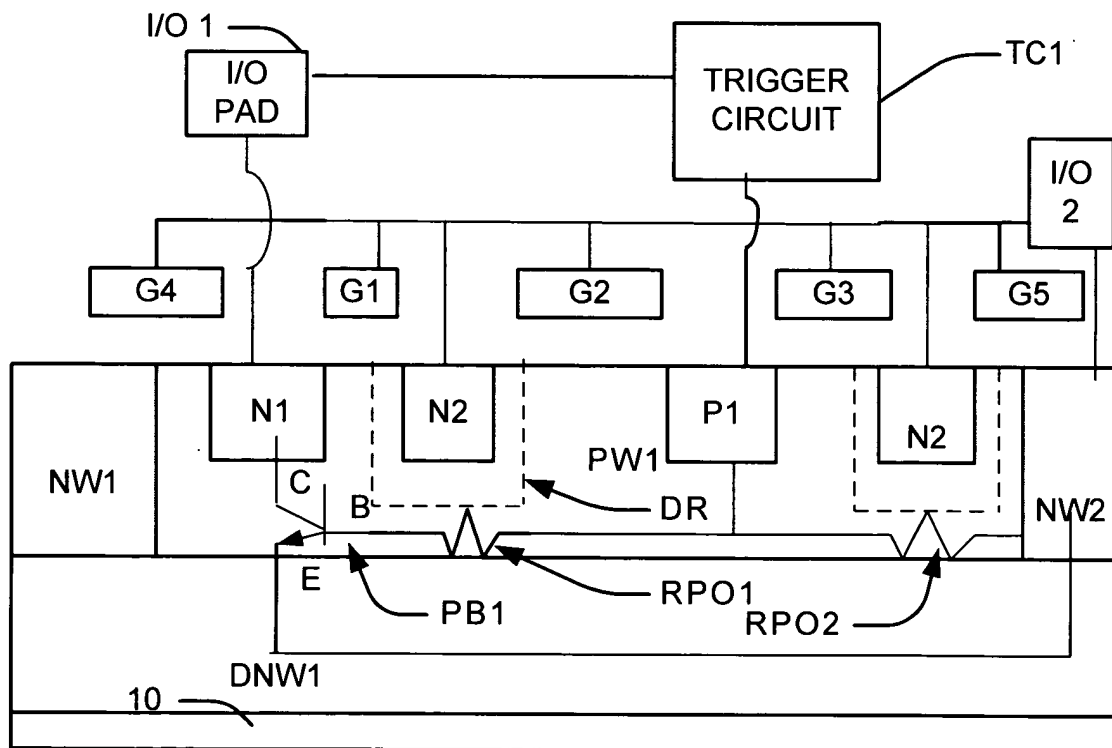 I/O 1
I/O
PAD
TRIGGER
CIRCUIT
TC1
I/O
2
G4
G1
G2
G3
G5
N1
N2
P1
N2
NW1
PW1
NW2
C
B
DR
E
PB1
RPO1
RPO2
DNW1
10